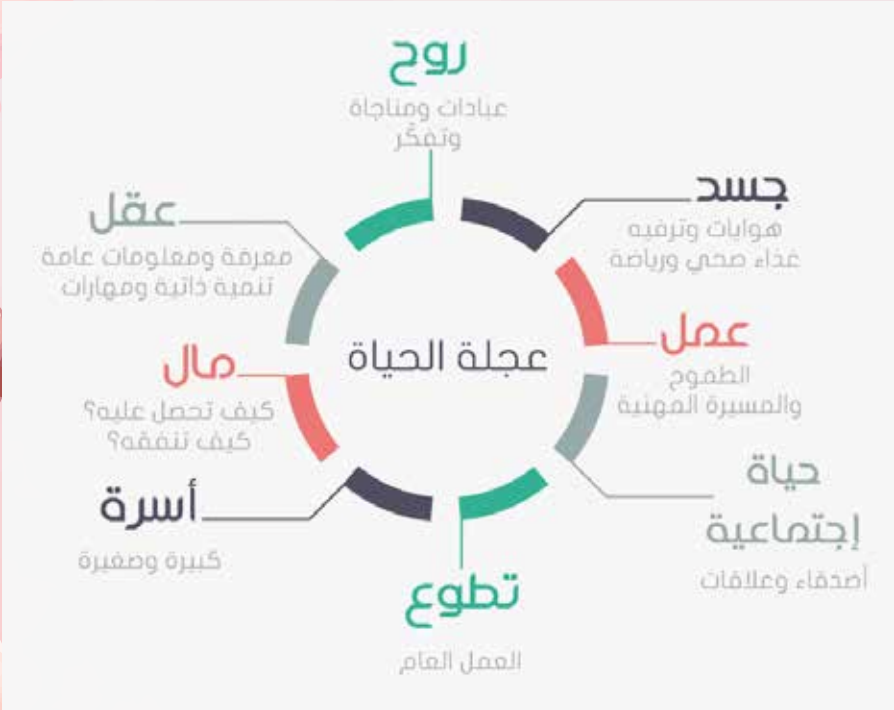 روح
عبادات ومناجاة
وتفكّر
جسد
هوايات وترفيه
غذاء صحي ورياضة
عمل
الطموح
والمسيرة المهنية
حياة
إجتماعية
أصدقاء وعلاقات
تطوع
العمل العام
أسرة
كبيرة وصغيرة
مال
كيف تحصل عليه؟
كيف تنفقه؟
عقل
معرفة ومعلومات عامة
تنمية ذاتية ومهارات
عجلة الحياة